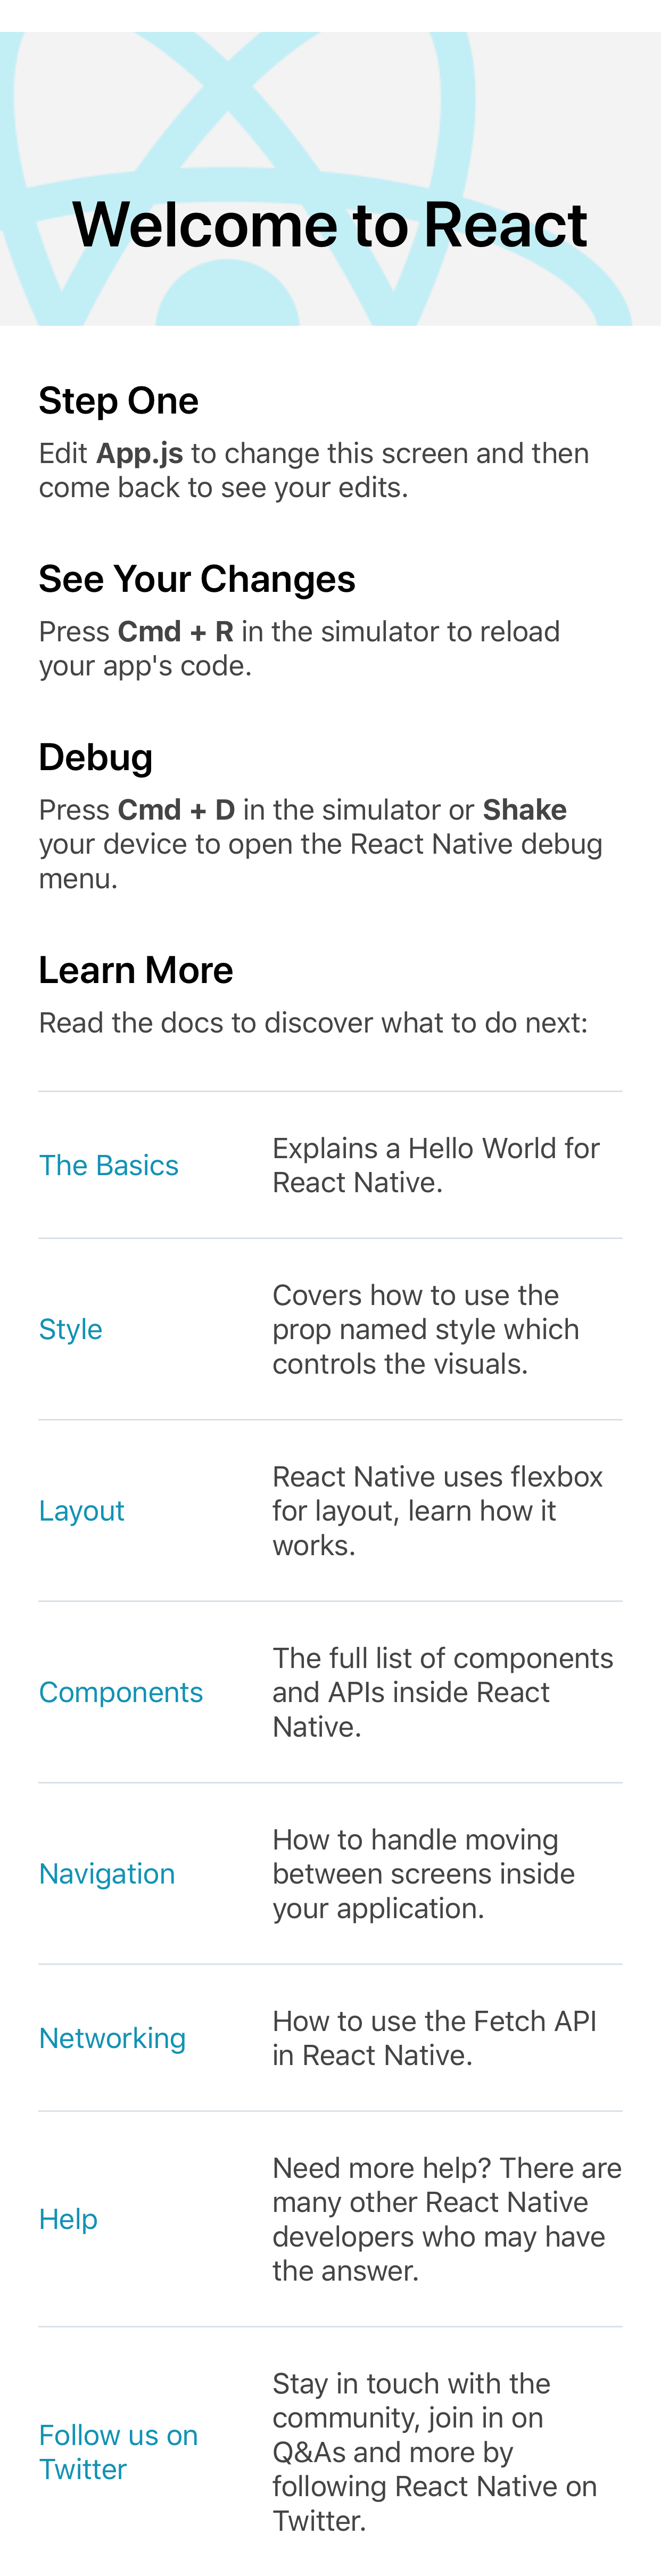 Welcome to React
Step One
Edit App.js to change this screen and then
come back to see your edits.
See Your Changes
Press Cmd + R in the simulator to reload
your app's code.
Debug
Press Cmd + D in the simulator or Shake
your device to open the React Native debug
menu.
Learn More
Read the docs to discover what to do next:
The Basics
Explains a Hello World for
React Native.
Style
Covers how to use the
prop named style which
controls the visuals.
Layout
React Native uses flexbox
for layout, learn how it
works.
Components
The full list of components
and APIs inside React
Native.
Navigation
How to handle moving
between screens inside
your application.
Networking
How to use the Fetch API
in React Native.
Help
Need more help? There are
many other React Native
developers who may have
the answer.
Follow us on
Twitter
Stay in touch with the
community, join in on
Q&As and more by
following React Native on
Twitter.